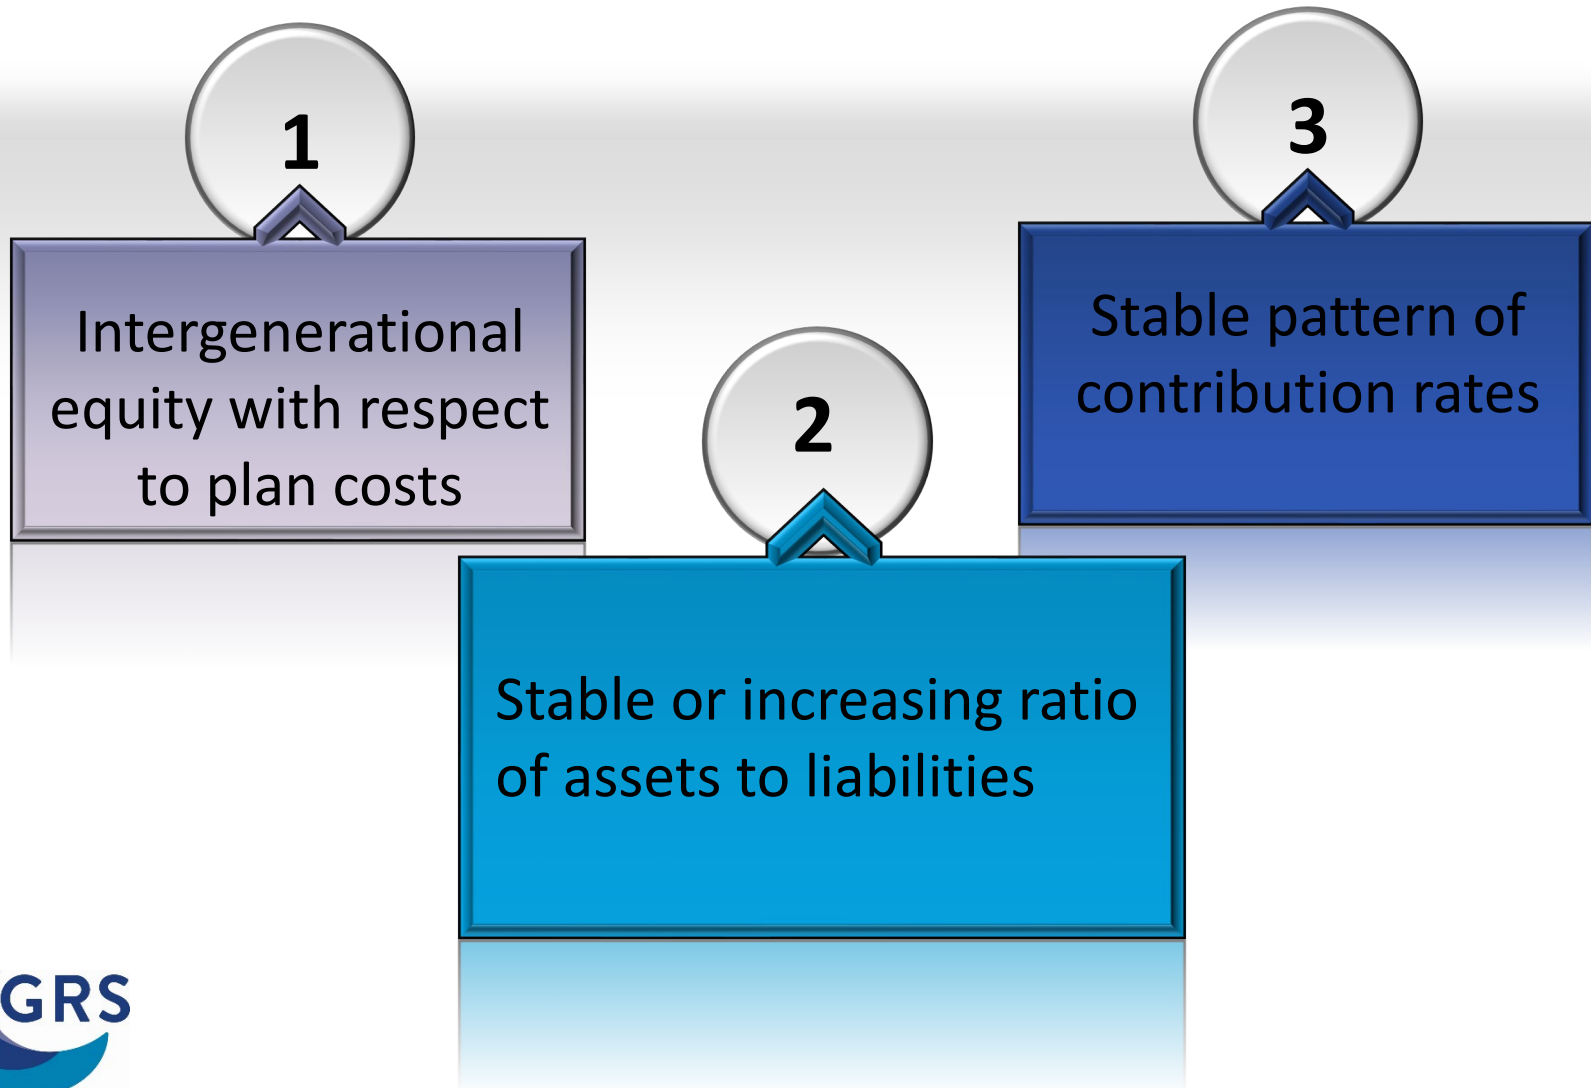 1
Intergenerational
equity with respect
to plan costs
2
Stable or increasing ratio
of assets to liabilities
3
Stable pattern of
contribution rates
GRS